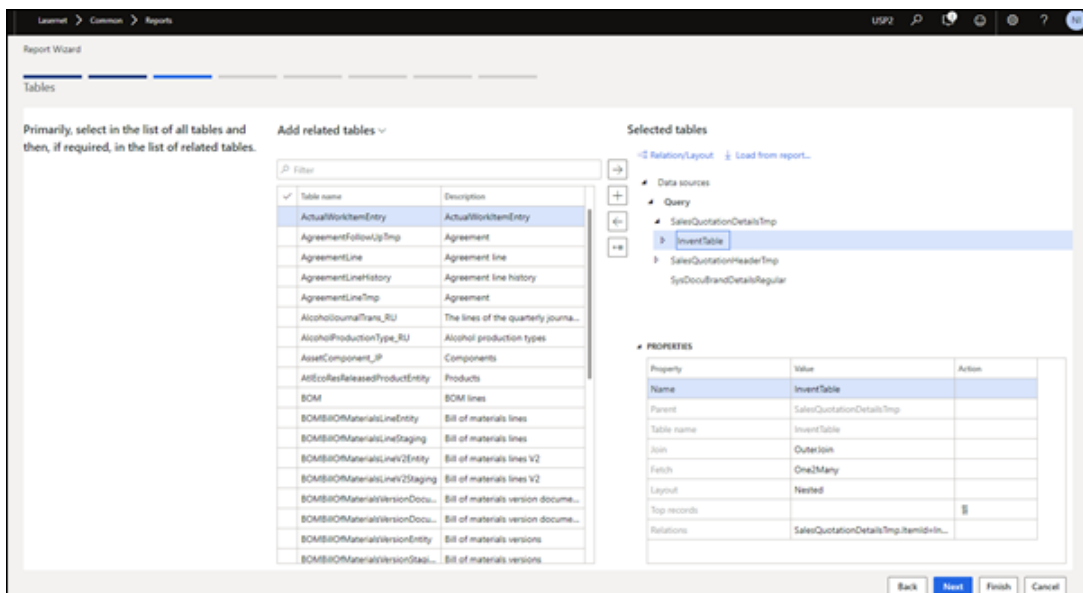 Lasernet > Common > Reports
USP2
?
NI
Report Wizard
Tables
Primarily, select in the list of all tables and
then, if required, in the list of related tables.
Add related tables
Filter
Table name Description
ActualWorkItemEntry ActualWorkItemEntry
AgreementFollowUpTmp Agreement
AgreementLine Agreement line
AgreementLineHistory Agreement line history
AgreementLineTmp Agreement
AlcoholJournalTrans_RU The lines of the quarterly journa...
AlcoholProductionType_RU Alcohol production types
AssetComponent_JP Components
AtlEcoResReleasedProductEntity Products
BOM BOM lines
BOMBillOfMaterialsLineEntity Bill of materials lines
BOMBillOfMaterialsLineStaging Bill of materials lines
BOMBillOfMaterialsLineV2Entity Bill of materials lines V2
BOMBillOfMaterialsLineV2Staging Bill of materials lines V2
BOMBillOfMaterialsVersionDocu... Bill of materials version docume...
BOMBillOfMaterialsVersionDocu... Bill of materials version docume...
BOMBillOfMaterialsVersionEntity Bill of materials versions
BOMBillOfMaterialsVersionStagi... Bill of materials versions
Selected tables
Relation/Layout Load from report...
Data sources
Query
SalesQuotationDetailsTmp
InventTable
SalesQuotationHeaderTmp
SysDocuBrandDetailsRegular
PROPERTIES
Property Value Action
Name InventTable
Parent SalesQuotationDetailsTmp
Table name InventTable
Join OuterJoin
Fetch One2Many
Layout Nested
Top records
Relations SalesQuotationDetailsTmp.ItemId=In...
Back Next Finish Cancel